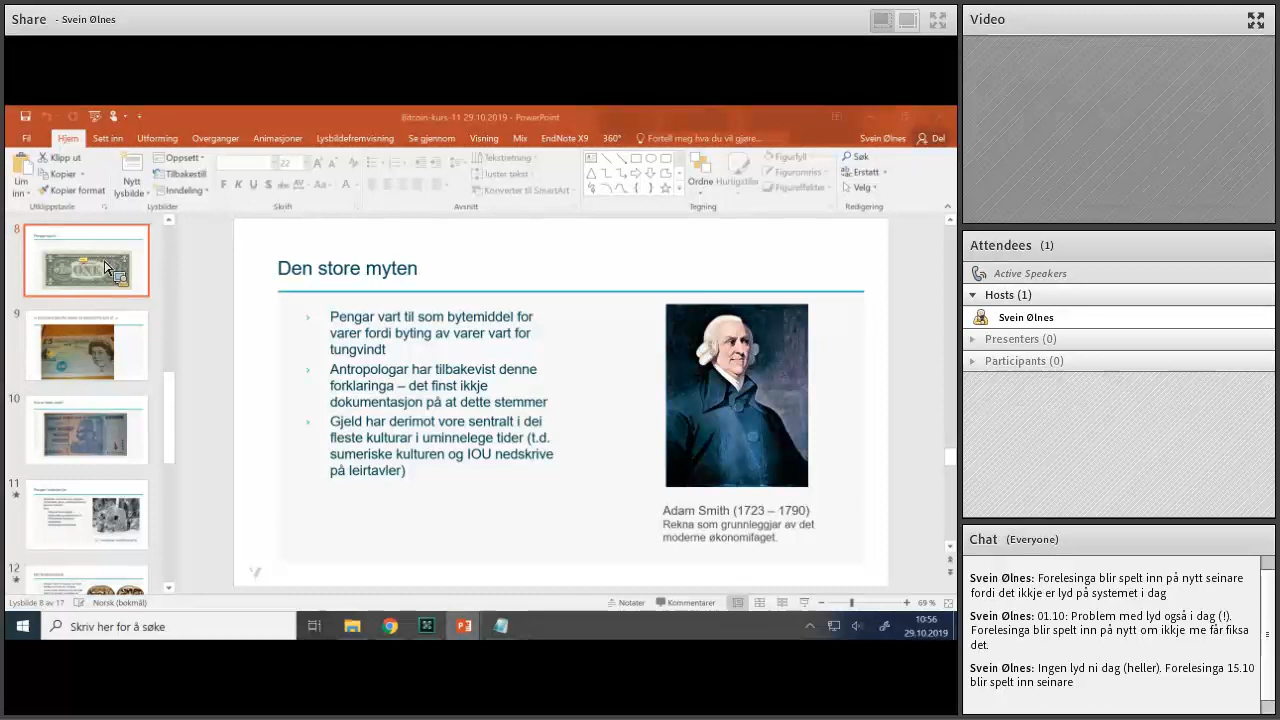 Share - Svein Ølnes
Video
Bitcoin-kurs-11 29.10.2019 - PowerPoint
Fil Hjem Sett inn Utforming Overganger Animasjoner Lysbildefremvisning Se gjennom Visning Mix EndNote X9 360° Fortell meg hva du vil gjøre... Svein Ølnes Del
Klipp ut
Kopier
Kopier format
Lim
inn
Utklippstavle
Nytt
lysbilde
Oppsett
Tilbakestill
Inndeling
Lysbilder
22
F K U S abc AV Aa A
Skrift
Tekstretning
Juster tekst
Konverter til SmartArt
Avsnitt
Ordne Hurtigstiler
Figurfyll
Figureffekter
Tegning
Søk
Erstatt
Velg
Redigering
8
ONE
9
10
11
12
Den store myten
Pengar vart til som bytemiddel for
varer fordi byting av varer vart for
tungvindt
Antropologar har tilbakevist denne
forklaringa – det finst ikkje
dokumentasjon på at dette stemmer
Gjeld har derimot vore sentralt i dei
fleste kulturar i uminnelege tider (t.d.
sumeriske kulturen og IOU nedskrive
på leirtavler)
Adam Smith (1723 – 1790)
Rekna som grunnleggjar av det
moderne økonomifaget.
Lysbilde 8 av 17 Norsk (bokmål) Notater Kommentarer 69 %
Skriv her for å søke
10:56
29.10.2019
Attendees (1)
Active Speakers
Hosts (1)
Svein Ølnes
Presenters (0)
Participants (0)
Chat (Everyone)
Svein Ølnes: Forelesinga blir spelt inn på nytt seinare
fordi det ikkje er lyd på systemet i dag
Svein Ølnes: 01.10: Problem med lyd også i dag (!).
Forelesinga blir spelt inn på nytt om ikkje me får fiksa
det.
Svein Ølnes: Ingen lyd ni dag (heller). Forelesinga 15.10
blir spelt inn seinare